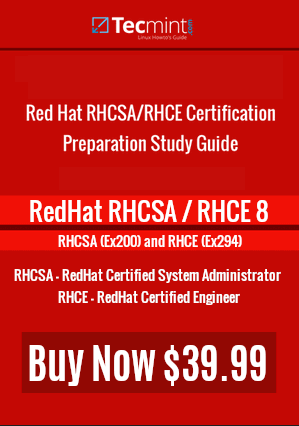 Tecmint.com
Linux Howto's Guide
Red Hat RHCSA/RHCE Certification
Preparation Study Guide
RedHat RHCSA / RHCE 8
RHCSA (Ex200) and RHCE (Ex294)
RHCSA - RedHat Certified System Administrator
RHCE - RedHat Certified Engineer
Buy Now $39.99